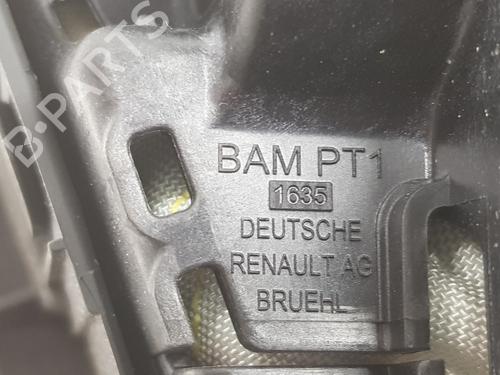 B-PARTS
BAM PT1
1635
DEUTSCHE
RENAULT AG
BRUEHL